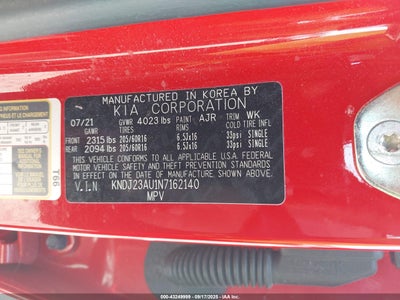 MANUFACTURED IN KOREA BY
KIA CORPORATION
07/21 GVWR 4023 lbs PAINT: AJR TRIM WK
GAWR TIRES RIMS COLD TIRE INFL
FRONT 2315 lbs 205/60R16 6.5Jx16 33psi SINGLE
REAR 2094 lbs 205/60R16 6.5Jx16 33psi SINGLE
THIS VEHICLE CONFORMS TO ALL APPLICABLE U.S.A FEDERAL
MOTOR VEHICLE SAFETY AND THEFT PREVENTION STANDARDS
IN EFFECT ON THE DATE OF MANUFACTURE SHOWN ABOVE.
V.I.N KNDJ23AU1N7162140
MPV
T66
000-43249999 (09/17/2025 - IAAI)